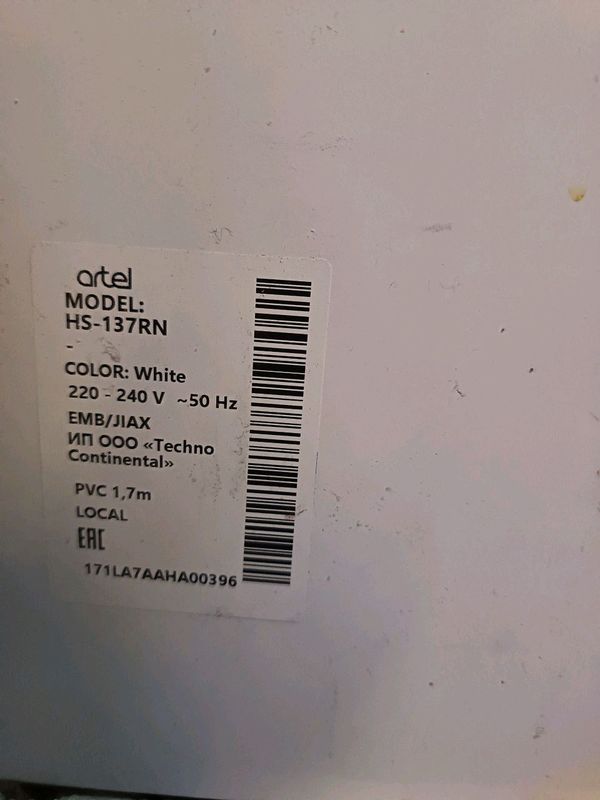 artel
MODEL:
HS-137RN
-
COLOR: White
220 - 240 V ~50 Hz
EMB/JIAX
ИП ООО «Techno
Continental»
PVC 1,7m
LOCAL
EAC
171LA7AAHA00396